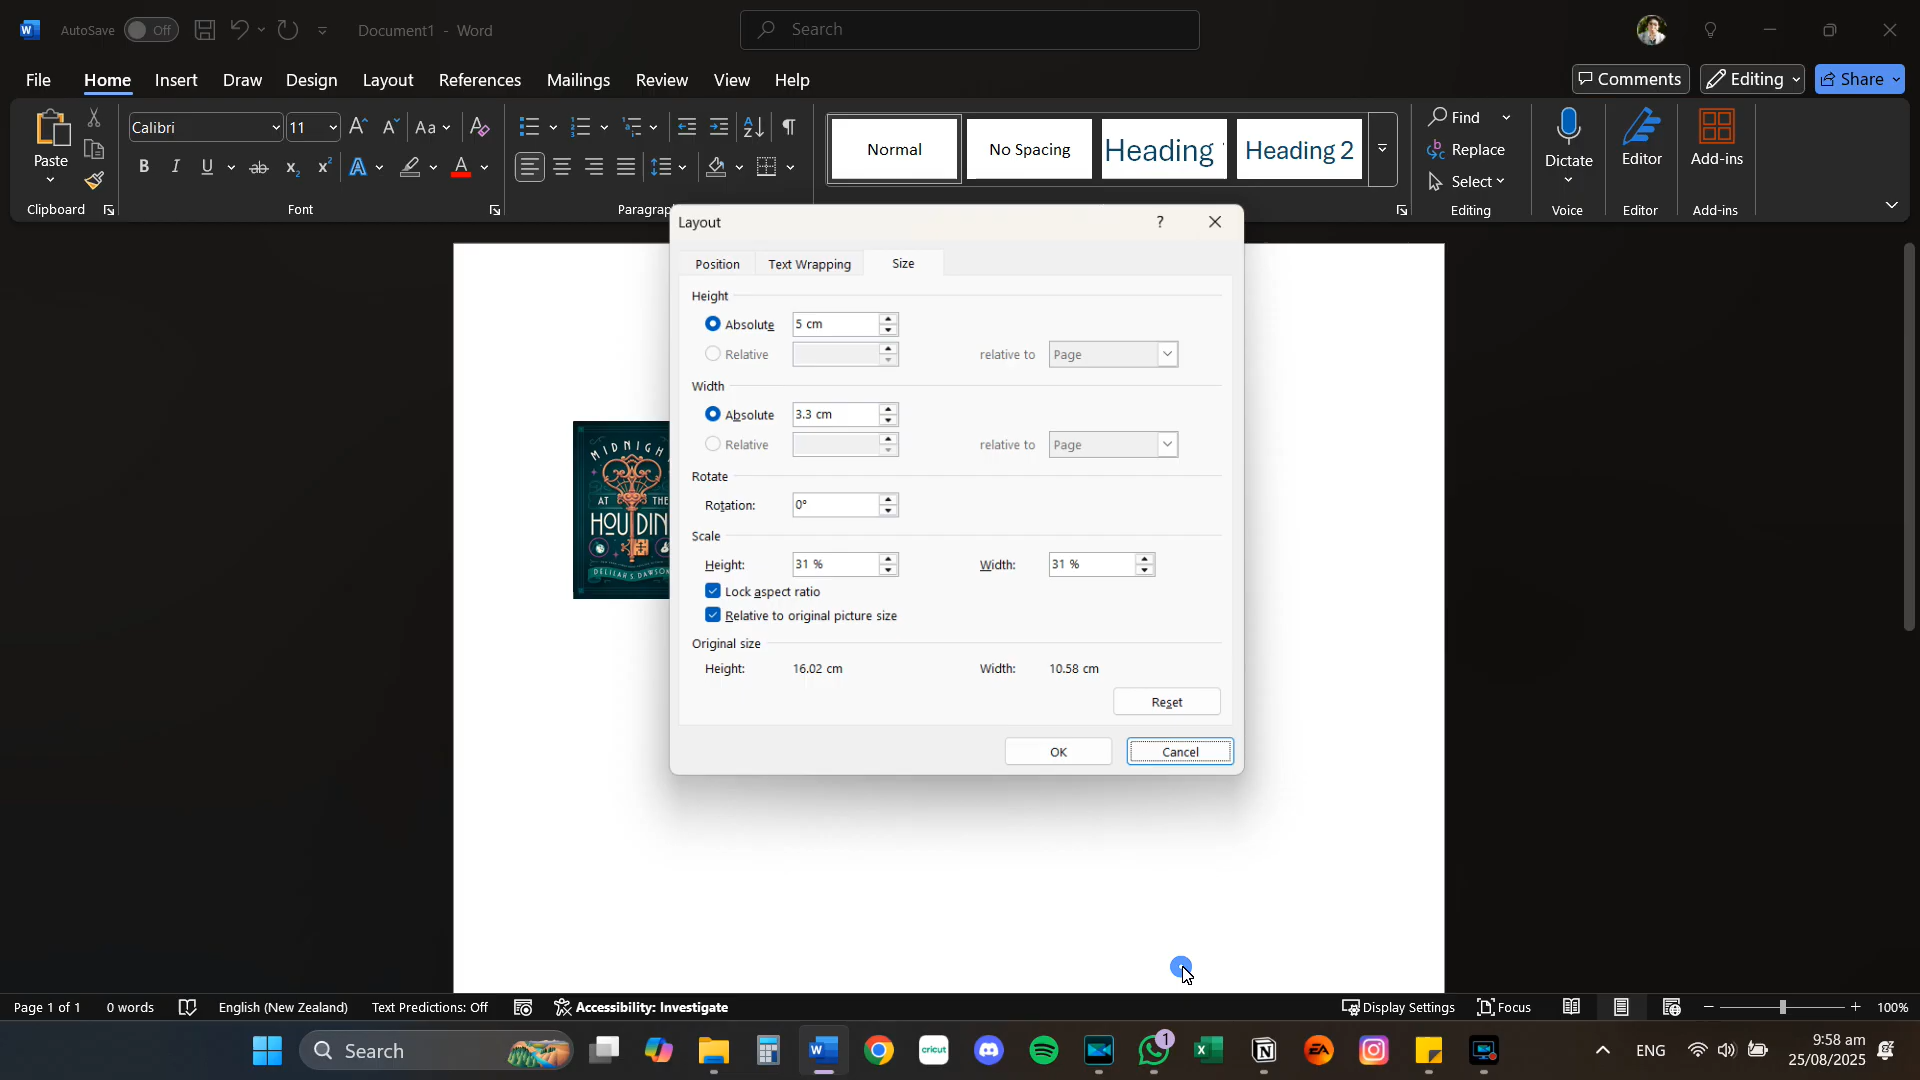 AutoSave Off Document1 - Word Search
File Home Insert Draw Design Layout References Mailings Review View Help Comments Editing Share
Paste Calibri 11 Aa Normal No Spacing Heading Heading 2 Find Replace Select Dictate Editor Add-ins
Clipboard Font Paragrap Editing Voice Editor Add-ins
Layout ?
Position Text Wrapping Size
Height
Absolute 5 cm
Relative relative to Page
Width
Absolute 3.3 cm
Relative relative to Page
Rotate
Rotation: 0°
Scale
Height: 31 % Width: 31 %
Lock aspect ratio
Relative to original picture size
Original size
Height: 16.02 cm Width: 10.58 cm
Reset
OK Cancel
MIDNIGH
AT THE
HOUDIN
DELILAH S. DAWSON
Page 1 of 1 0 words English (New Zealand) Text Predictions: Off Accessibility: Investigate Display Settings Focus 100%
Search cricut 1 EA ENG 9:58 am
25/08/2025